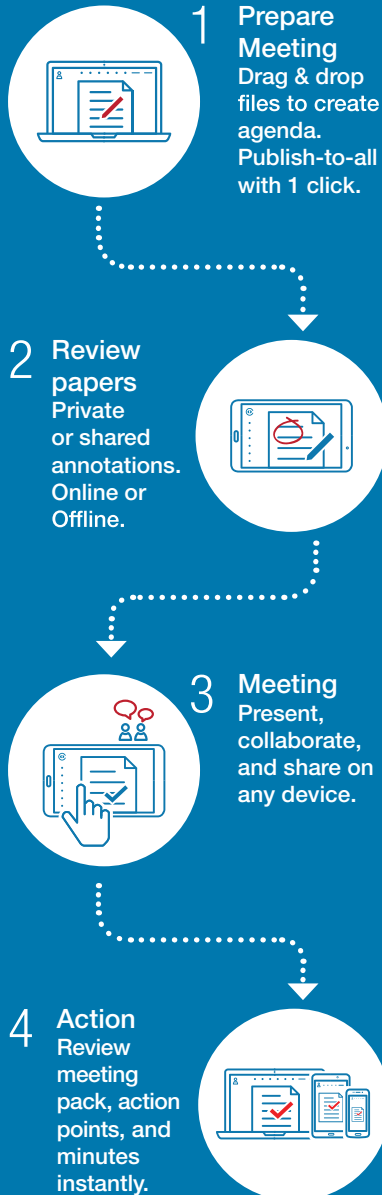 1
Prepare
Meeting
Drag & drop
files to create
agenda.
Publish-to-all
with 1 click.
2
Review
papers
Private
or shared
annotations.
Online or
Offline.
3
Meeting
Present,
collaborate,
and share on
any device.
4
Action
Review
meeting
pack, action
points, and
minutes
instantly.